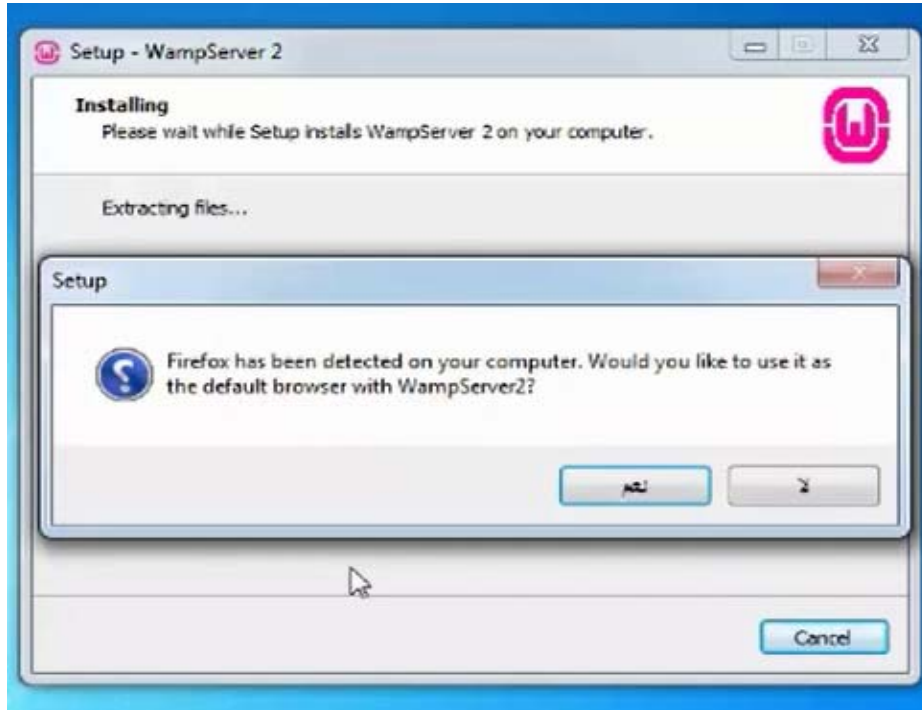 Setup - WampServer 2
Installing
Please wait while Setup installs WampServer 2 on your computer.
Extracting files...
Setup
Firefox has been detected on your computer. Would you like to use it as
the default browser with WampServer2?
نعم
لا
Cancel